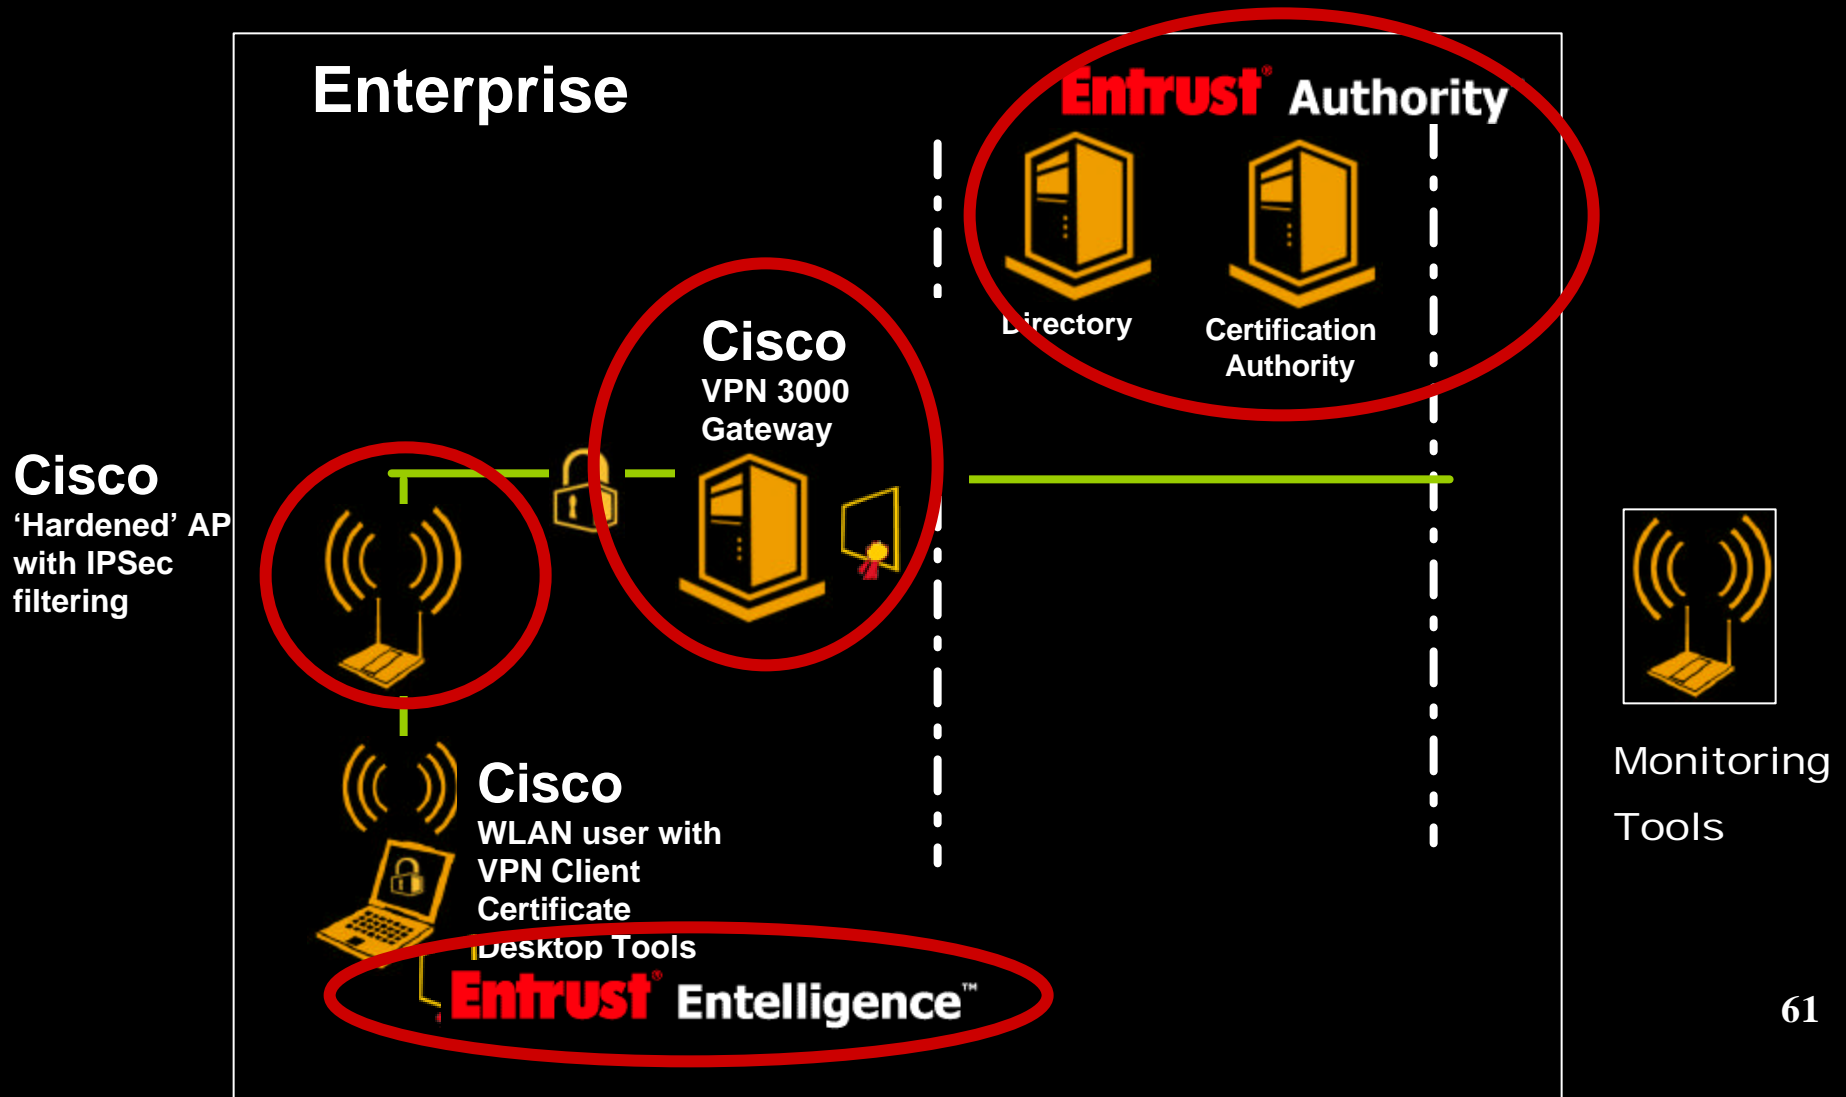 Enterprise
Entrust® Authority
Directory
Certification
Authority
Cisco
VPN 3000
Gateway
Cisco
‘Hardened’ AP
with IPSec
filtering
Cisco
WLAN user with
VPN Client
Certificate
Desktop Tools
Entrust® Entelligence™
Monitoring
Tools
61